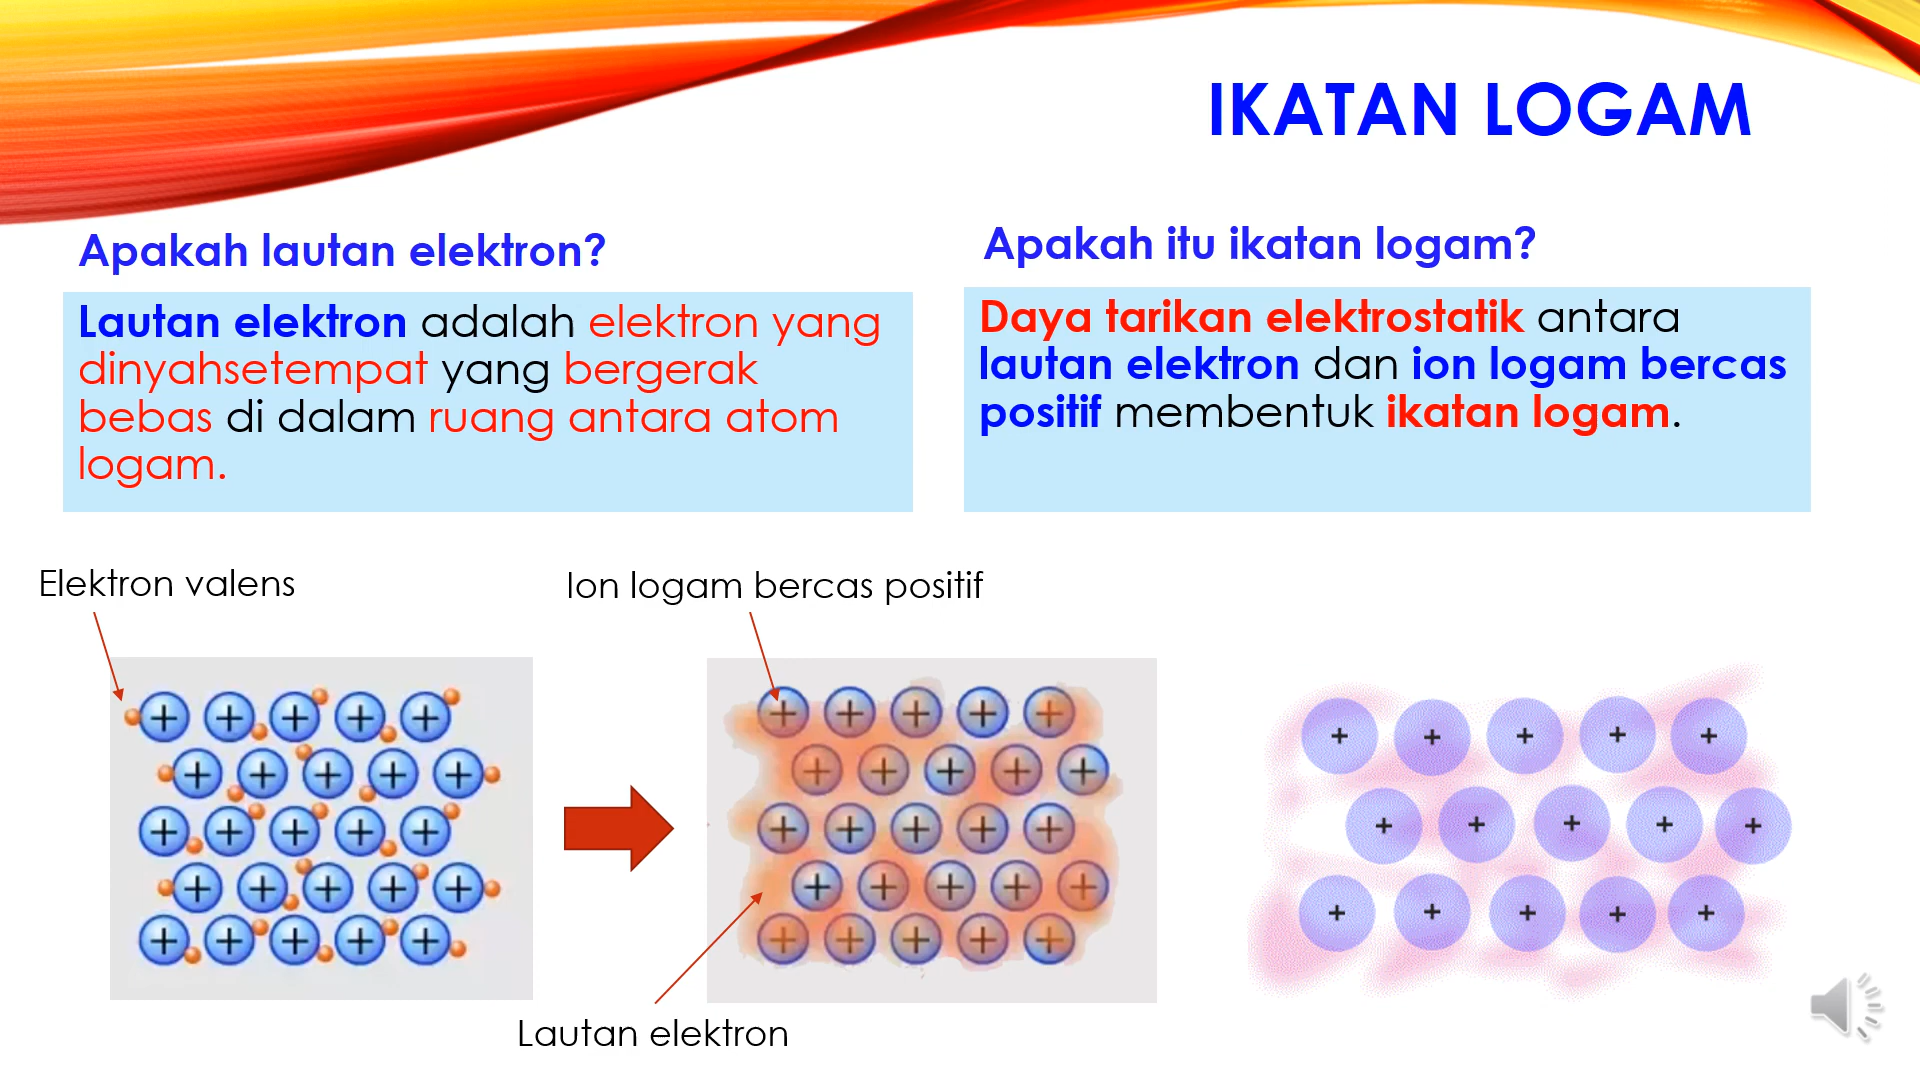 IKATAN LOGAM
Apakah lautan elektron?
Lautan elektron adalah elektron yang
dinyahsetempat yang bergerak
bebas di dalam ruang antara atom
logam.
Apakah itu ikatan logam?
Daya tarikan elektrostatik antara
lautan elektron dan ion logam bercas
positif membentuk ikatan logam.
Elektron valens
Ion logam bercas positif
+ + + + +
+ + + + +
+ + + + +
+ + + + +
+ + + + +
+ + + + +
+ + + + +
+ + + + +
+ + + + +
+ + + + +
+ + + + +
+ + + + +
+ + + + +
Lautan elektron